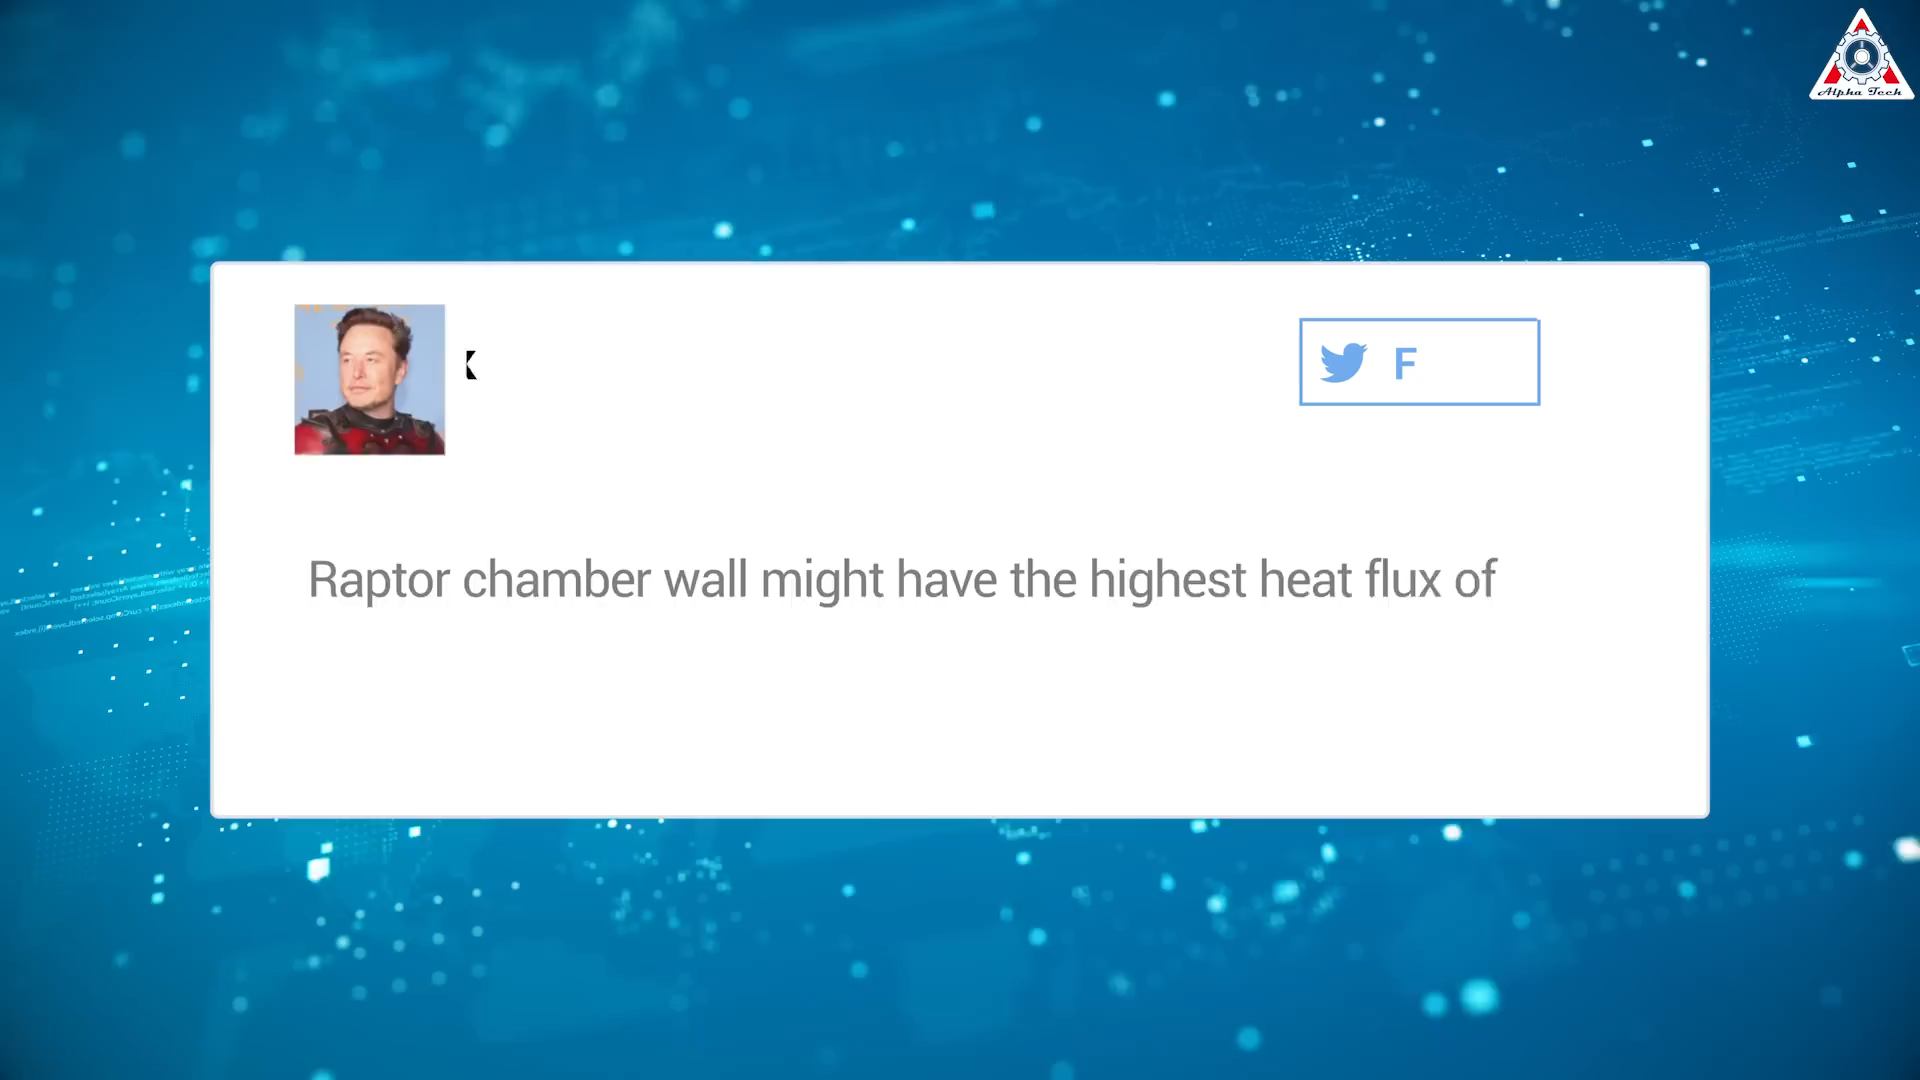 Alpha Tech
k
F
Raptor chamber wall might have the highest heat flux of